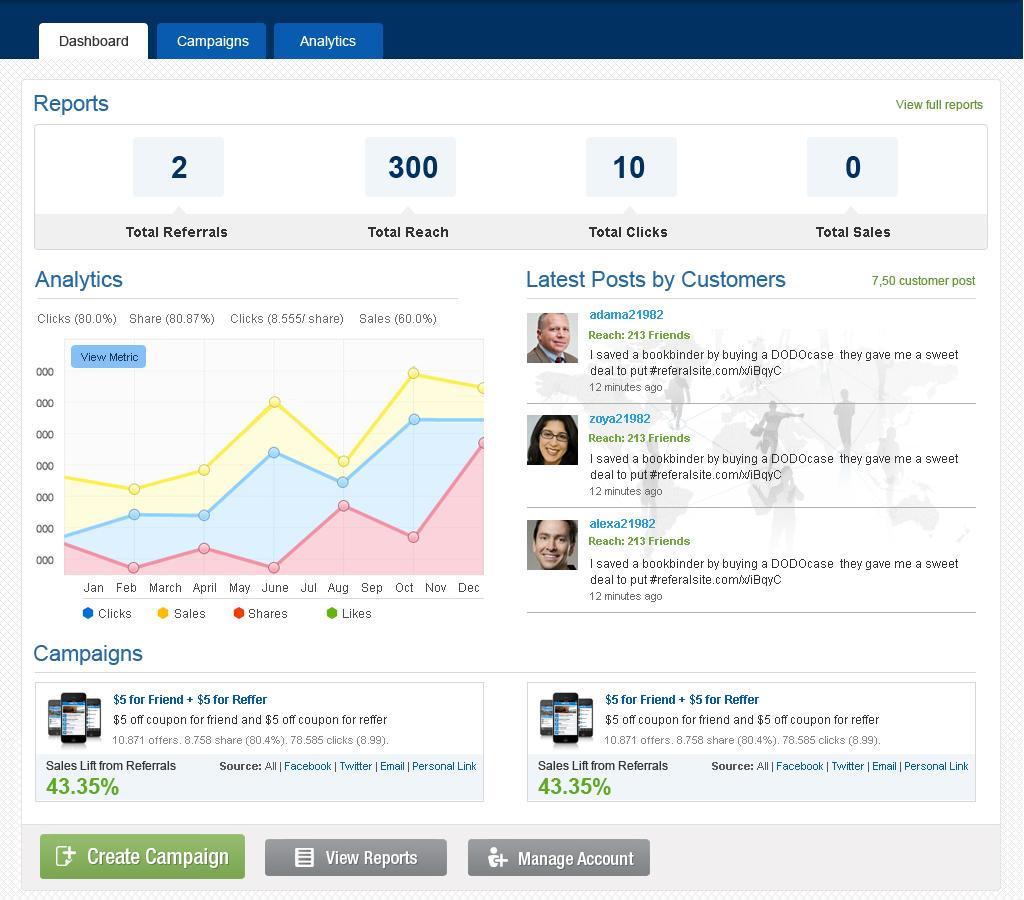 Dashboard
Campaigns
Analytics
Reports
View full reports
2
300
10
0
Total Referrals
Total Reach
Total Clicks
Total Sales
Analytics
Clicks (80.0%) Share (80.87%) Clicks (8.555/ share) Sales (60.0%)
View Metric
000
000
000
000
000
000
000
Jan Feb March April May June Jul Aug Sep Oct Nov Dec
Clicks Sales Shares Likes
Latest Posts by Customers
7,50 customer post
adama21982
Reach: 213 Friends
I saved a bookbinder by buying a DODOcase they gave me a sweet
deal to put #referalsite.com/x/iBqyC
12 minutes ago
zoya21982
Reach: 213 Friends
I saved a bookbinder by buying a DODOcase they gave me a sweet
deal to put #referalsite.com/x/iBqyC
12 minutes ago
alexa21982
Reach: 213 Friends
I saved a bookbinder by buying a DODOcase they gave me a sweet
deal to put #referalsite.com/x/iBqyC
12 minutes ago
Campaigns
$5 for Friend + $5 for Reffer
$5 off coupon for friend and $5 off coupon for reffer
10.871 offers. 8.758 share (80.4%). 78.585 clicks (8.99).
Sales Lift from Referrals
Source: All | Facebook | Twitter | Email | Personal Link
43.35%
$5 for Friend + $5 for Reffer
$5 off coupon for friend and $5 off coupon for reffer
10.871 offers. 8.758 share (80.4%). 78.585 clicks (8.99).
Sales Lift from Referrals
Source: All | Facebook | Twitter | Email | Personal Link
43.35%
Create Campaign
View Reports
Manage Account